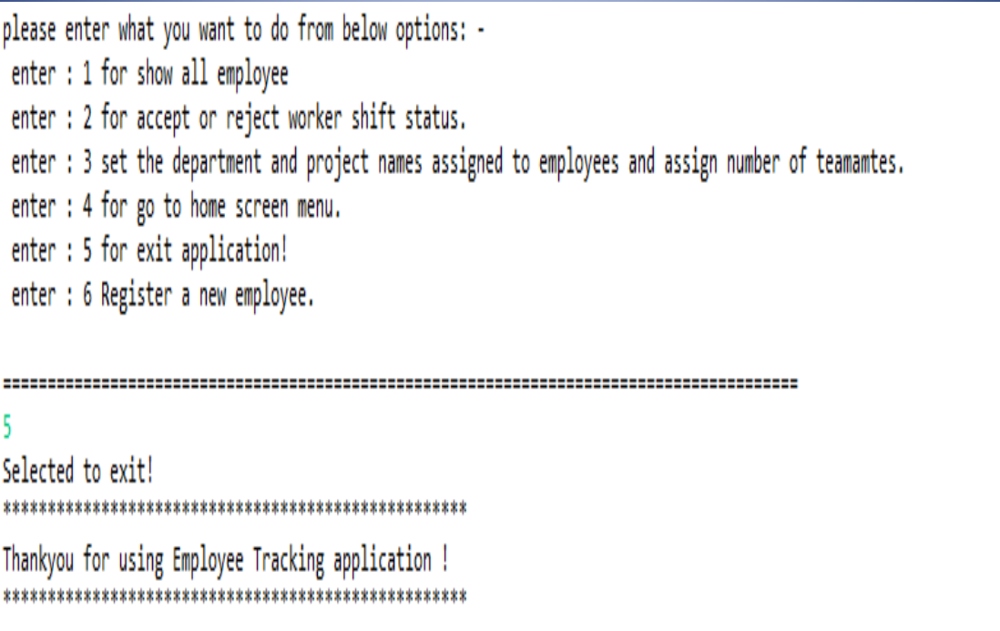 please enter what you want to do from below options: -
enter : 1 for show all employee
enter : 2 for accept or reject worker shift status.
enter : 3 set the department and project names assigned to employees and assign number of teamamtes.
enter : 4 for go to home screen menu.
enter : 5 for exit application!
enter : 6 Register a new employee.
=========================================================================================
5
Selected to exit!
****************************************************
Thankyou for using Employee Tracking application !
****************************************************